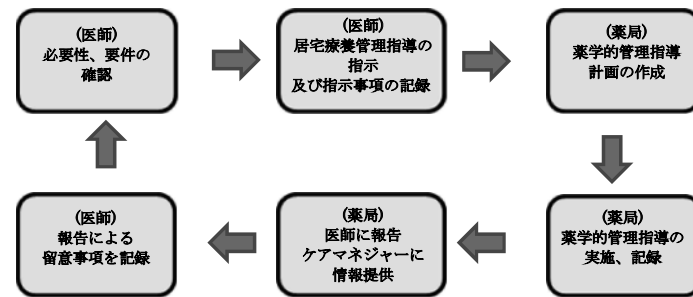 (医師)
必要性、要件の
確認
(医師)
居宅療養管理指導の
指示
及び指示事項の記録
(薬局)
薬学的管理指導
計画の作成
(薬局)
薬学的管理指導の
実施、記録
(薬局)
医師に報告
ケアマネジャーに
情報提供
(医師)
報告による
留意事項を記録